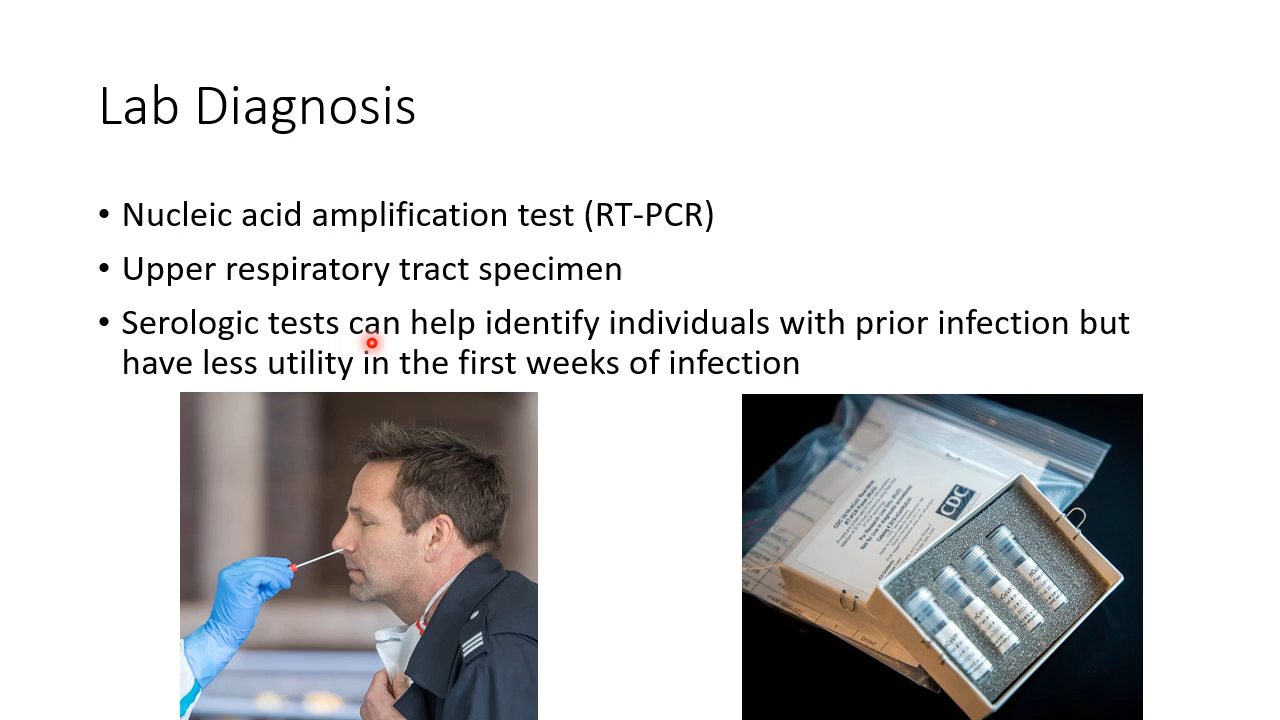 Lab Diagnosis
• Nucleic acid amplification test (RT-PCR)
• Upper respiratory tract specimen
• Serologic tests can help identify individuals with prior infection but
have less utility in the first weeks of infection
CDC